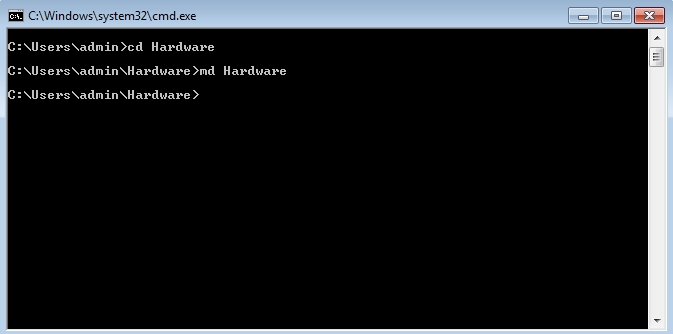 C:\Windows\system32\cmd.exe
C:\Users\admin>cd Hardware
C:\Users\admin\Hardware>md Hardware
C:\Users\admin\Hardware>